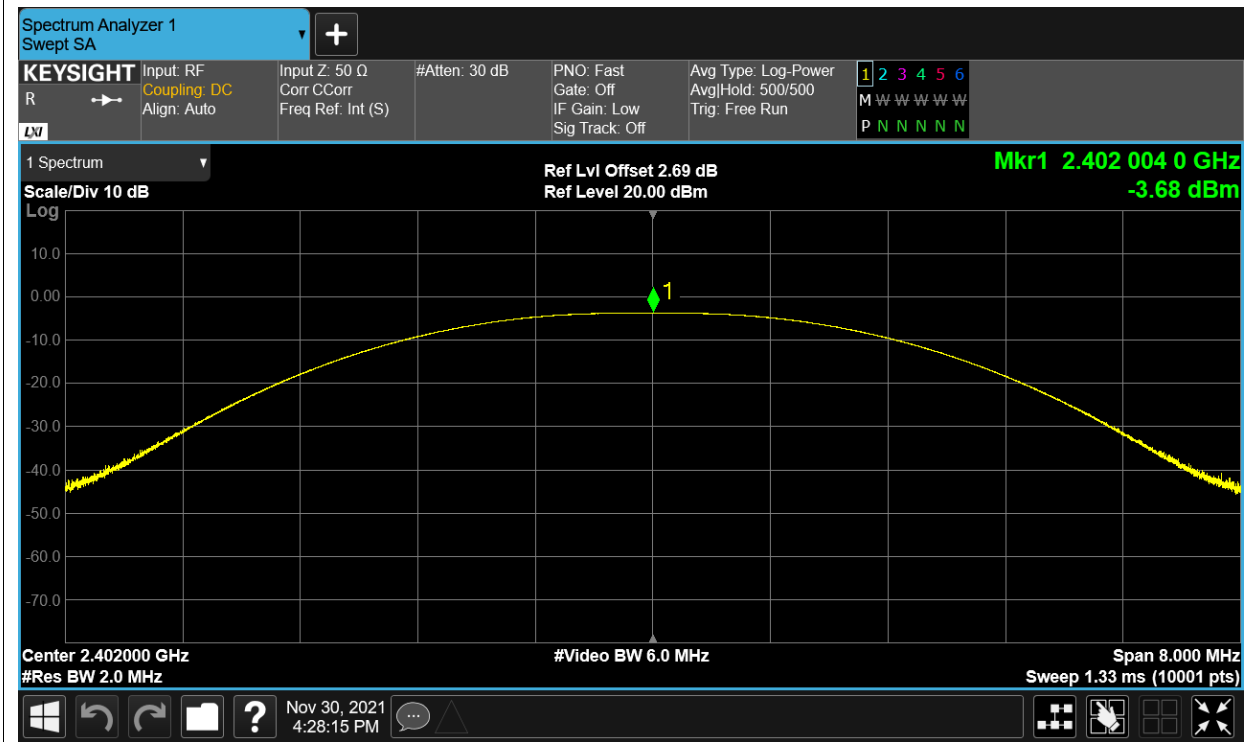 Spectrum Analyzer 1
Swept SA
+
KEYSIGHT
R
LXI
Input: RF
Coupling: DC
Align: Auto
Input Z: 50 Ω
Corr CCorr
Freq Ref: Int (S)
#Atten: 30 dB
PNO: Fast
Gate: Off
IF Gain: Low
Sig Track: Off
Avg Type: Log-Power
Avg|Hold: 500/500
Trig: Free Run
1 2 3 4 5 6
M W W W W W
P N N N N N
1 Spectrum
Scale/Div 10 dB
Ref Lvl Offset 2.69 dB
Ref Level 20.00 dBm
Mkr1 2.402 004 0 GHz
-3.68 dBm
Log
10.0
0.00
-10.0
-20.0
-30.0
-40.0
-50.0
-60.0
-70.0
1
Center 2.402000 GHz
#Res BW 2.0 MHz
#Video BW 6.0 MHz
Span 8.000 MHz
Sweep 1.33 ms (10001 pts)
?
Nov 30, 2021
4:28:15 PM